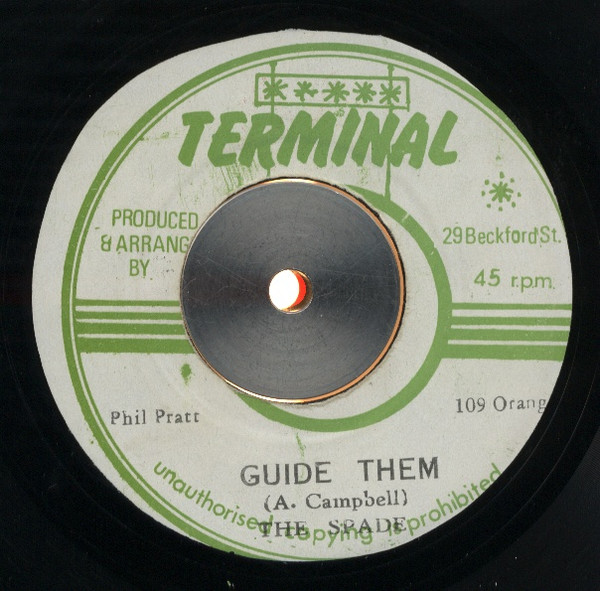 TERMINAL
PRODUCED
& ARRANG
BY
29 Beckford St.
45 r.p.m.
Phil Pratt
109 Orang
GUIDE THEM
(A. Campbell)
THE SPADE
unauthorised copying is prohibited